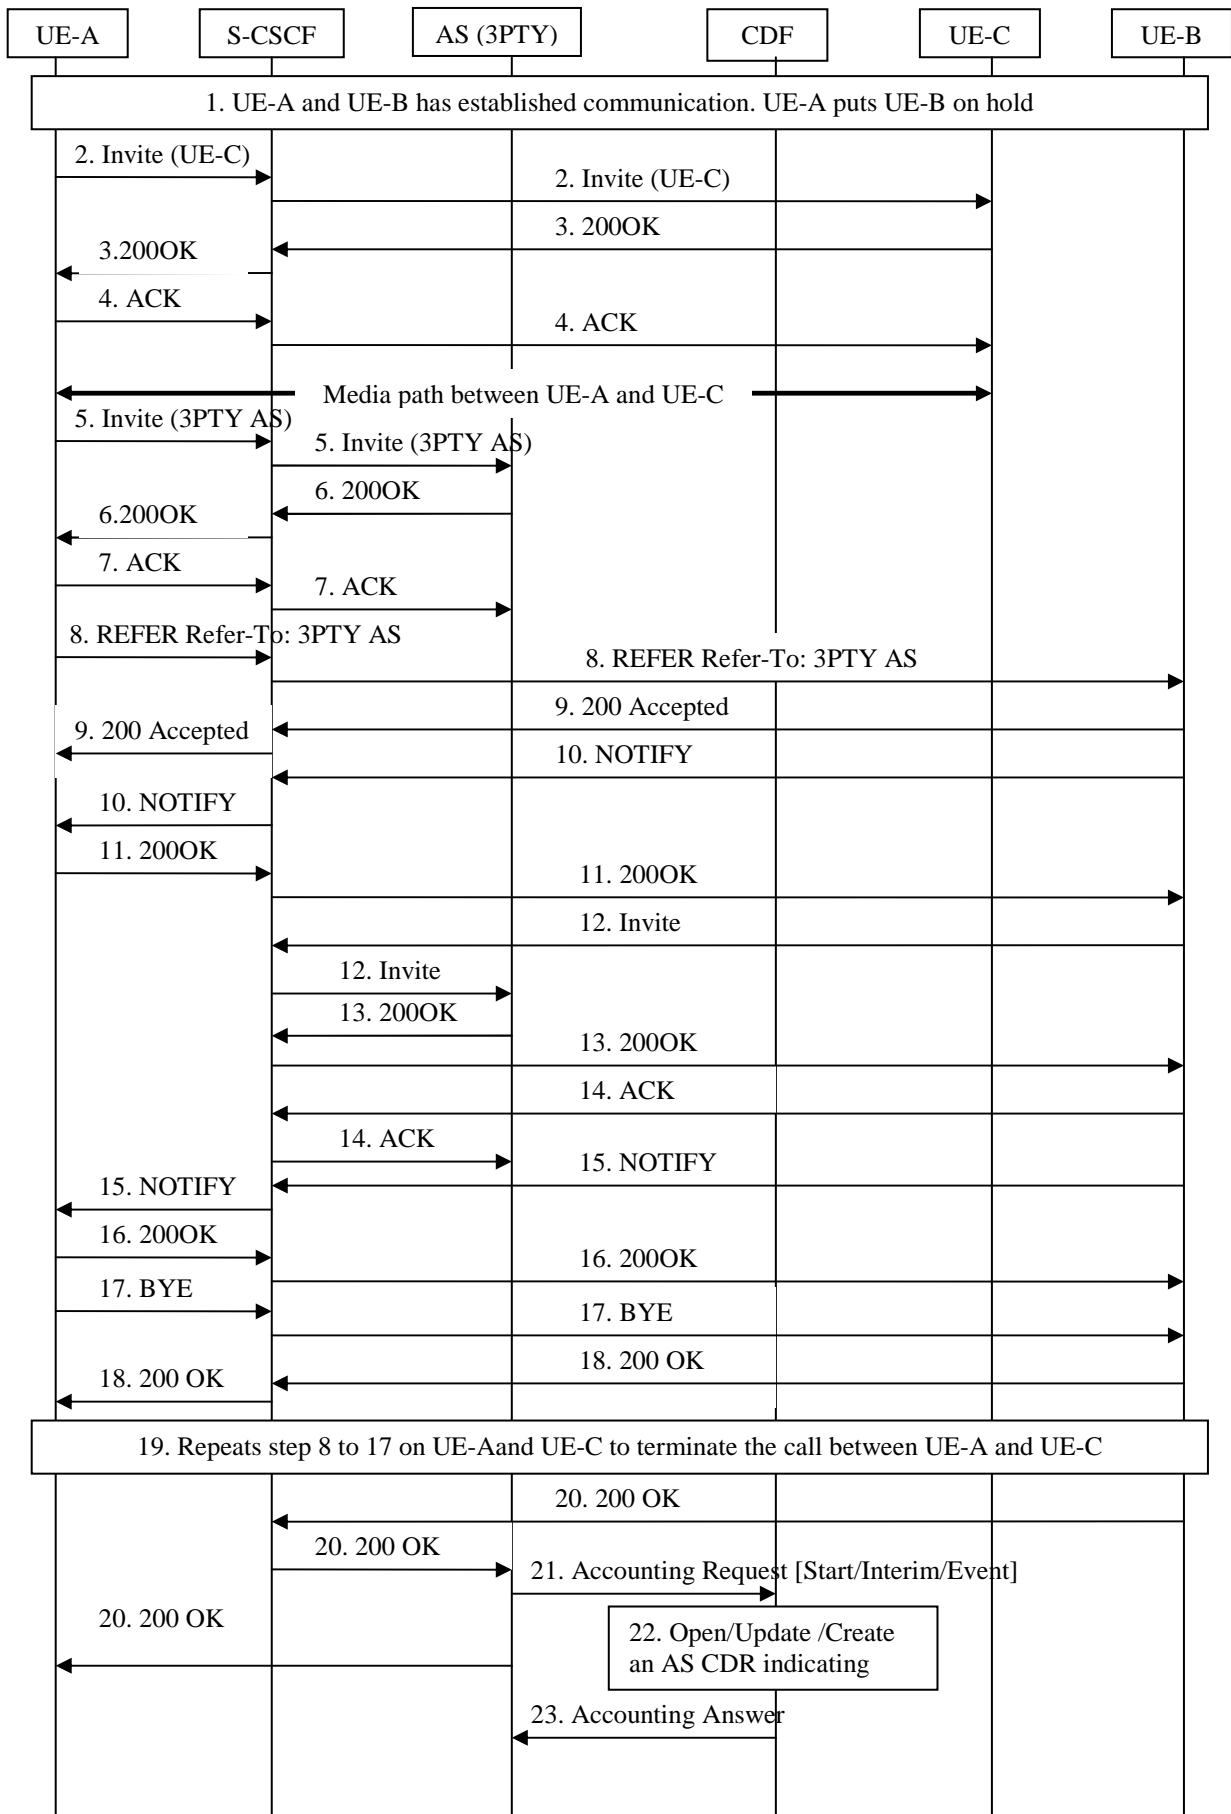 UE-A
S-CSCF
AS (3PTY)
CDF
UE-C
UE-B
1. UE-A and UE-B has established communication. UE-A puts UE-B on hold
2. Invite (UE-C)
2. Invite (UE-C)
3. 200OK
3.200OK
4. ACK
4. ACK
Media path between UE-A and UE-C
5. Invite (3PTY AS)
5. Invite (3PTY AS)
6. 200OK
6.200OK
7. ACK
7. ACK
8. REFER Refer-To: 3PTY AS
8. REFER Refer-To: 3PTY AS
9. 200 Accepted
9. 200 Accepted
10. NOTIFY
10. NOTIFY
11. 200OK
11. 200OK
12. Invite
12. Invite
13. 200OK
13. 200OK
14. ACK
14. ACK
15. NOTIFY
15. NOTIFY
16. 200OK
16. 200OK
17. BYE
17. BYE
18. 200 OK
18. 200 OK
19. Repeats step 8 to 17 on UE-Aand UE-C to terminate the call between UE-A and UE-C
20. 200 OK
20. 200 OK
21. Accounting Request [Start/Interim/Event]
20. 200 OK
22. Open/Update /Create
an AS CDR indicating
23. Accounting Answer